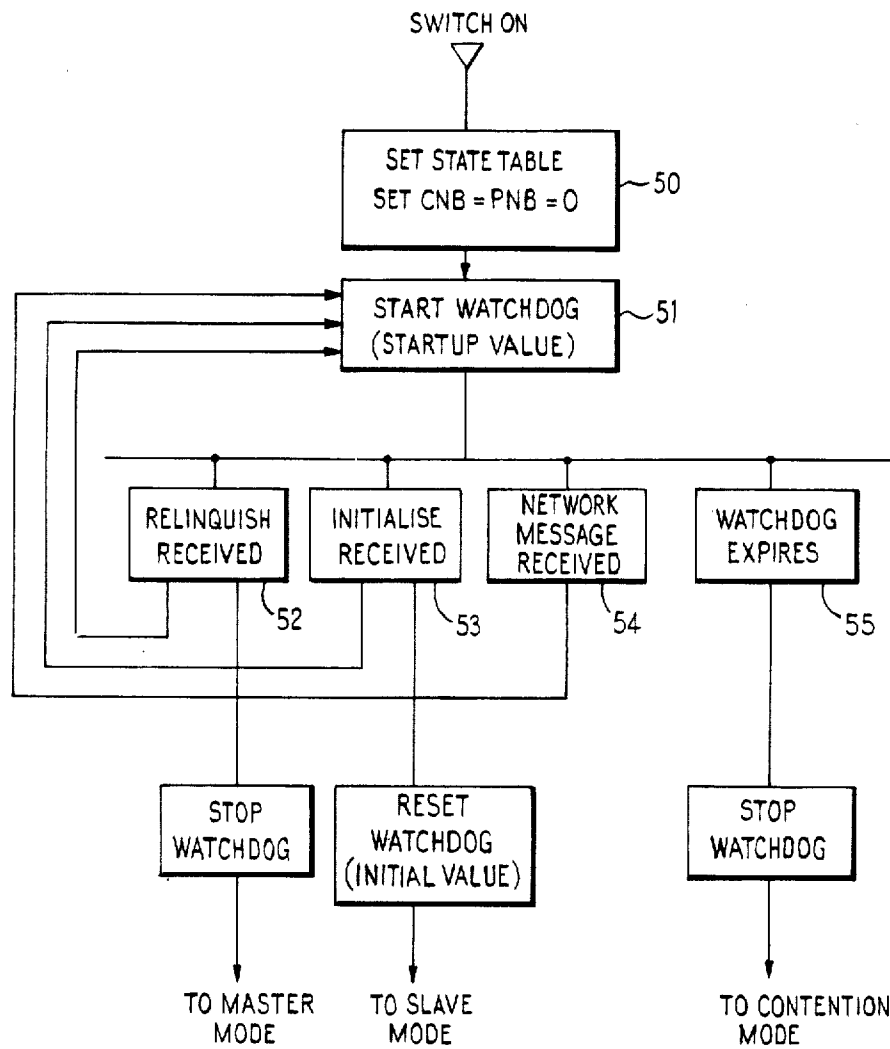 SWITCH ON
SET STATE TABLE
SET CNB = PNB = 0
50
START WATCHDOG
(STARTUP VALUE)
51
RELINQUISH
RECEIVED
52
INITIALISE
RECEIVED
53
NETWORK
MESSAGE
RECEIVED
54
WATCHDOG
EXPIRES
55
STOP
WATCHDOG
RESET
WATCHDOG
(INITIAL VALUE)
STOP
WATCHDOG
TO MASTER
MODE
TO SLAVE
MODE
TO CONTENTION
MODE